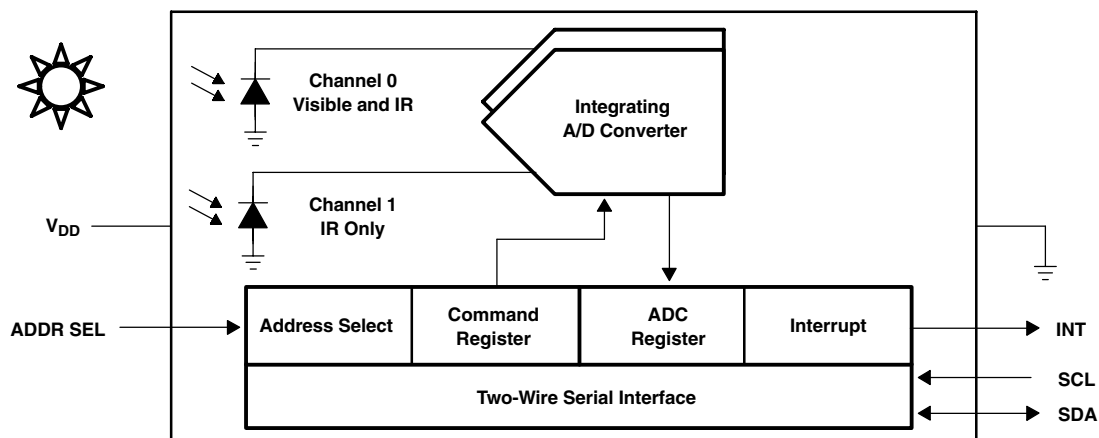 Channel 0
Visible and IR
Integrating
A/D Converter
Channel 1
IR Only
VDD
ADDR SEL
Address Select
Command
Register
ADC
Register
Interrupt
INT
Two-Wire Serial Interface
SCL
SDA